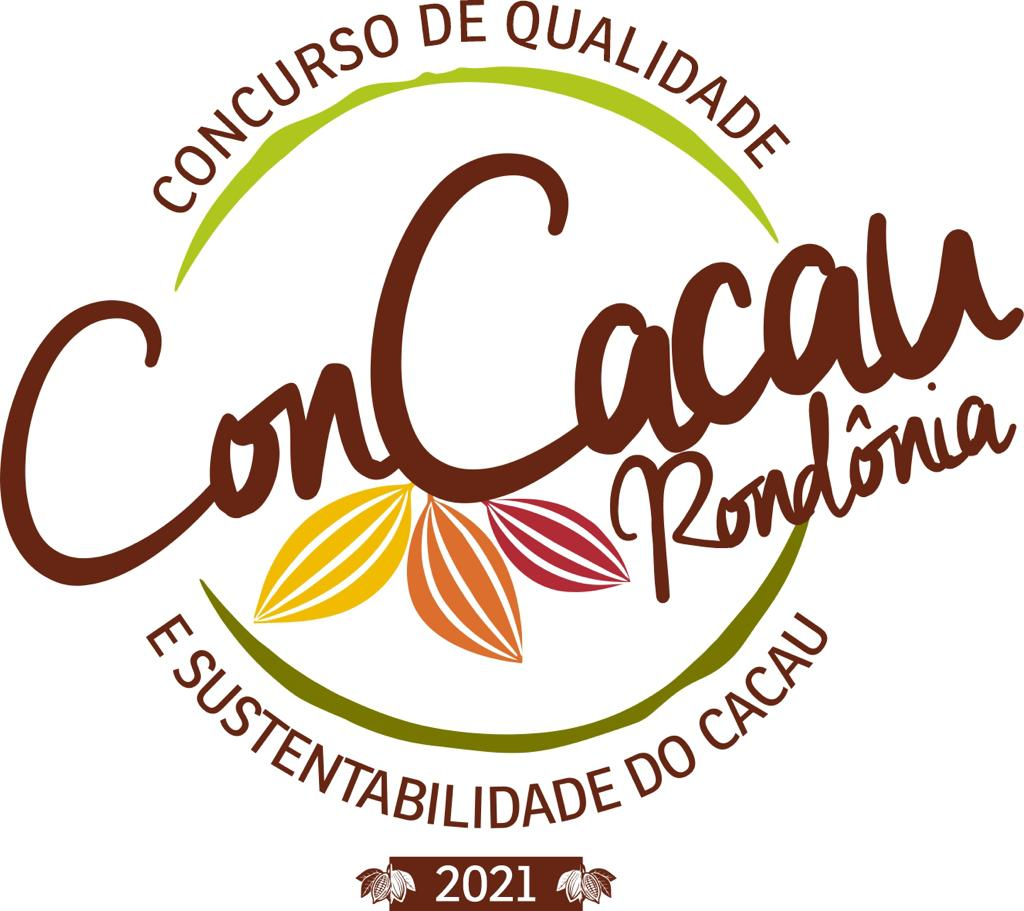 CONCURSO DE QUALIDADE
ConCacau
Rondônia
E SUSTENTABILIDADE DO CACAU
2021